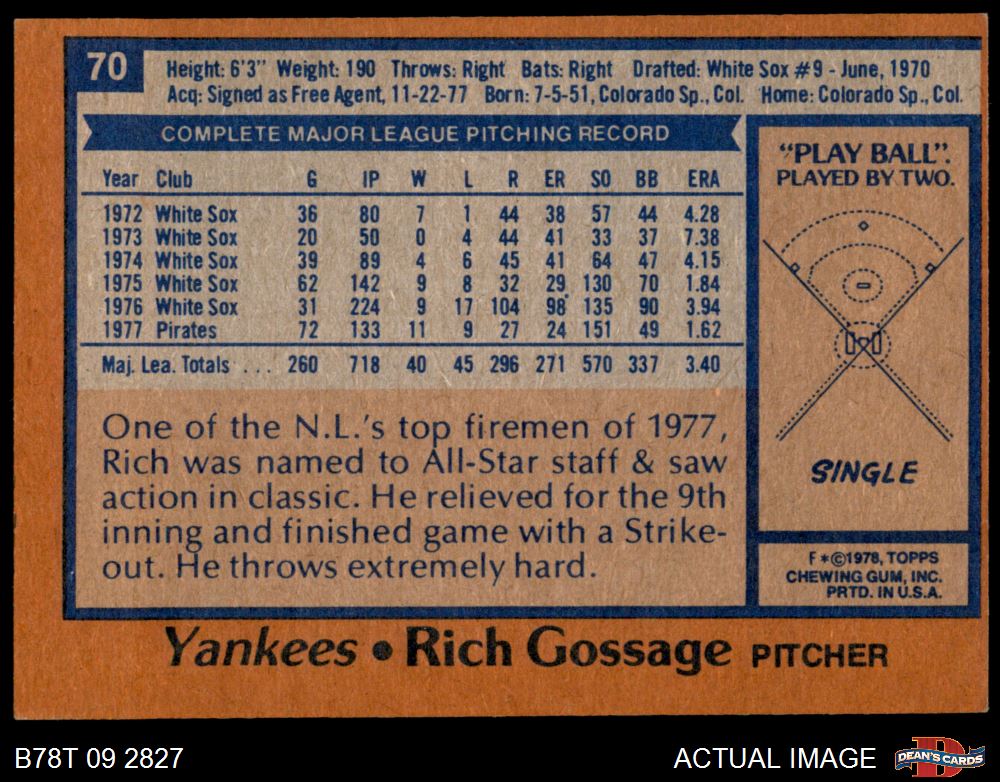 70
Height: 6'3" Weight: 190 Throws: Right Bats: Right Drafted: White Sox #9 - June, 1970
Acq: Signed as Free Agent, 11-22-77 Born: 7-5-51, Colorado Sp., Col. Home: Colorado Sp., Col.
COMPLETE MAJOR LEAGUE PITCHING RECORD
Year Club G IP W L R ER SO BB ERA
1972 White Sox 36 80 7 1 44 38 57 44 4.28
1973 White Sox 20 50 0 4 44 41 33 37 7.38
1974 White Sox 39 89 4 6 45 41 64 47 4.15
1975 White Sox 62 142 9 8 32 29 130 70 1.84
1976 White Sox 31 224 9 17 104 98 135 90 3.94
1977 Pirates 72 133 11 9 27 24 151 49 1.62
Maj. Lea. Totals . . . 260 718 40 45 296 271 570 337 3.40
One of the N.L.'s top firemen of 1977,
Rich was named to All-Star staff & saw
action in classic. He relieved for the 9th
inning and finished game with a Strike-
out. He throws extremely hard.
"PLAY BALL".
PLAYED BY TWO.
SINGLE
F*©1978, TOPPS
CHEWING GUM, INC.
PRTD. IN U.S.A.
Yankees • Rich Gossage PITCHER
B78T 09 2827
ACTUAL IMAGE
D
DEAN'S CARDS